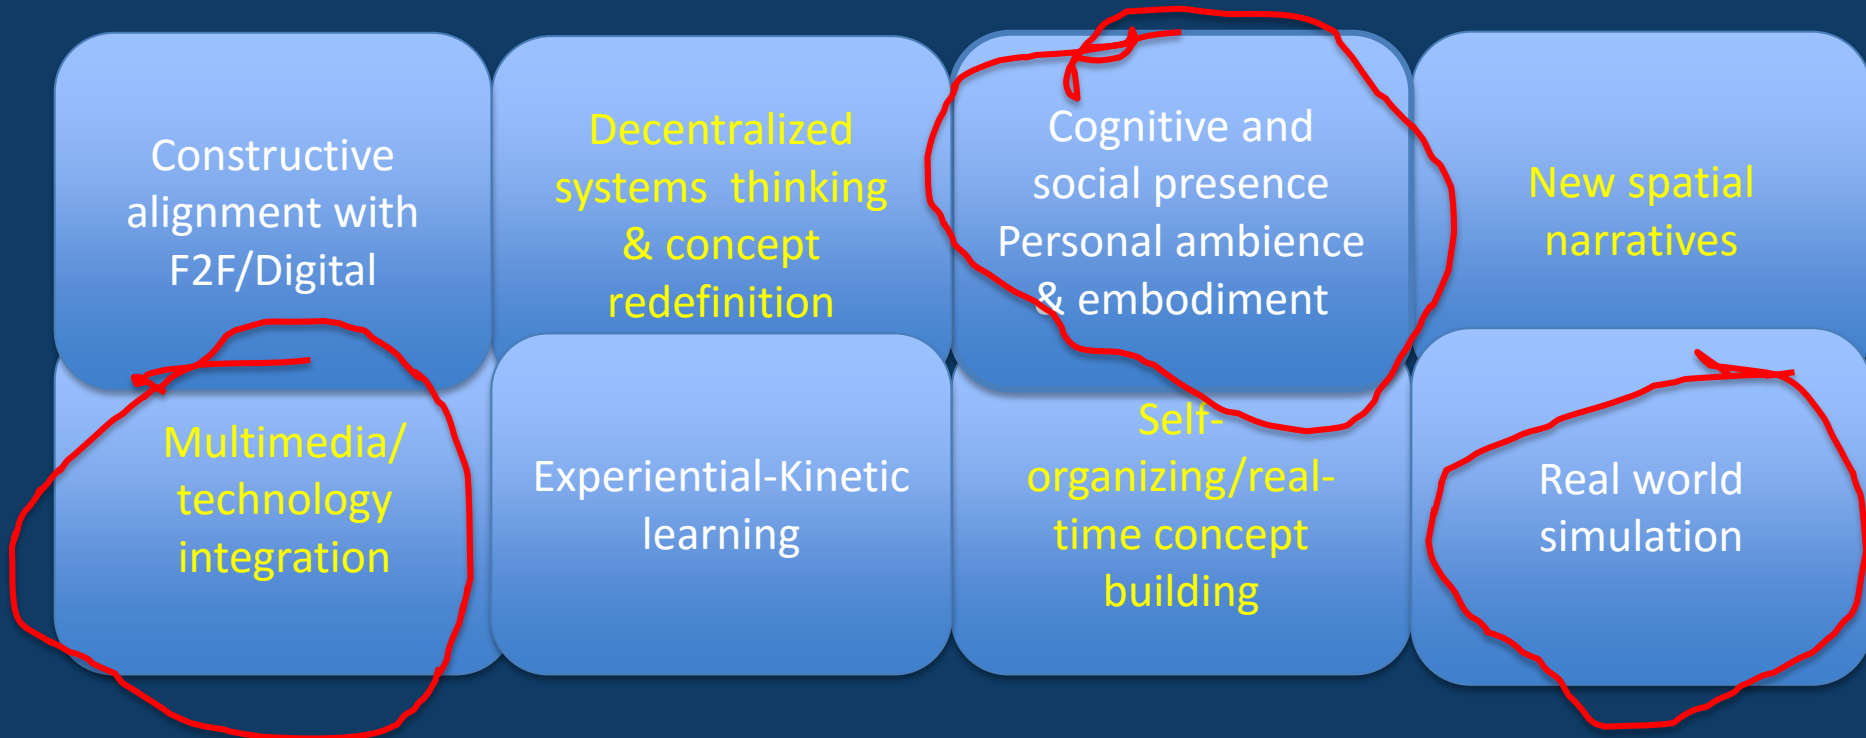 Constructive
alignment with
F2F/Digital
Decentralized
systems  thinking
& concept
redefinition
Cognitive and
social presence
Personal ambience
& embodiment
New spatial
narratives
Multimedia/
technology
integration
Experiential-Kinetic
learning
Self-
organizing/real-
time concept
building
Real world
simulation